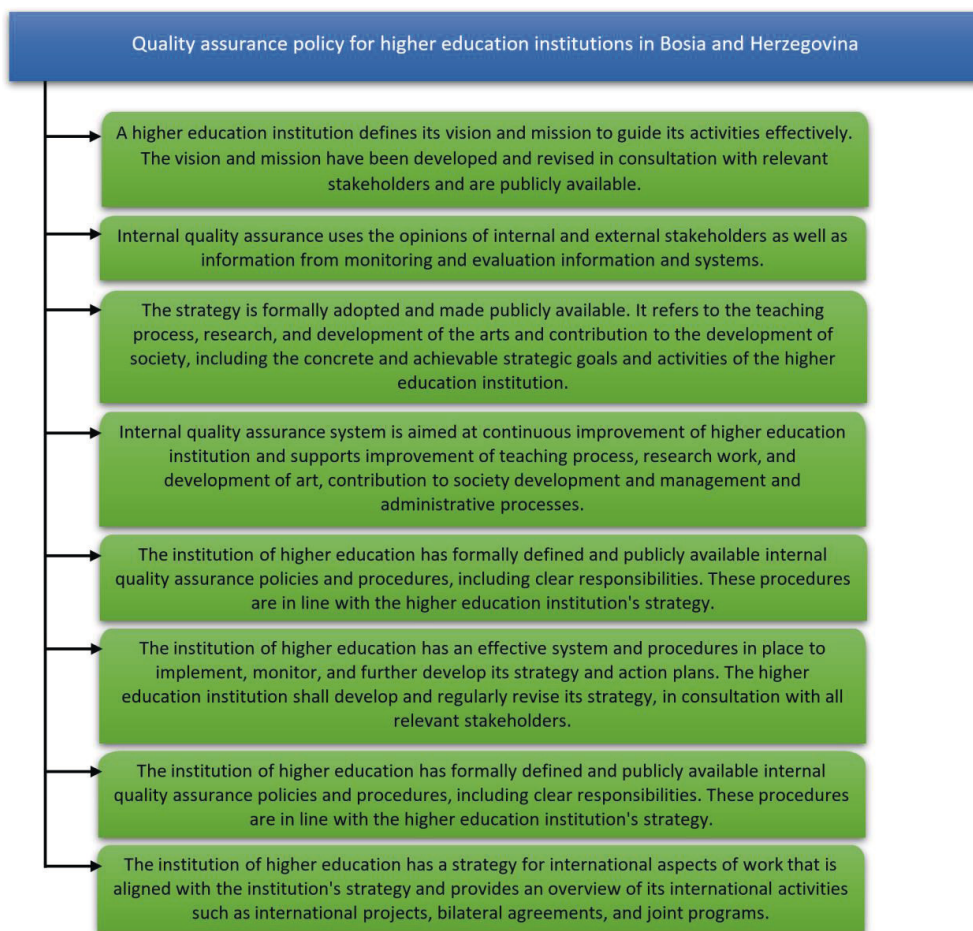 Quality assurance policy for higher education institutions in Bosia and Herzegovina
A higher education institution defines its vision and mission to guide its activities effectively.
The vision and mission have been developed and revised in consultation with relevant
stakeholders and are publicly available.
Internal quality assurance uses the opinions of internal and external stakeholders as well as
information from monitoring and evaluation information and systems.
The strategy is formally adopted and made publicly available. It refers to the teaching
process, research, and development of the arts and contribution to the development of
society, including the concrete and achievable strategic goals and activities of the higher
education institution.
Internal quality assurance system is aimed at continuous improvement of higher education
institution and supports improvement of teaching process, research work, and
development of art, contribution to society development and management and
administrative processes.
The institution of higher education has formally defined and publicly available internal
quality assurance policies and procedures, including clear responsibilities. These procedures
are in line with the higher education institution's strategy.
The institution of higher education has an effective system and procedures in place to
implement, monitor, and further develop its strategy and action plans. The higher
education institution shall develop and regularly revise its strategy, in consultation with all
relevant stakeholders.
The institution of higher education has formally defined and publicly available internal
quality assurance policies and procedures, including clear responsibilities. These procedures
are in line with the higher education institution's strategy.
The institution of higher education has a strategy for international aspects of work that is
aligned with the institution's strategy and provides an overview of its international activities
such as international projects, bilateral agreements, and joint programs.